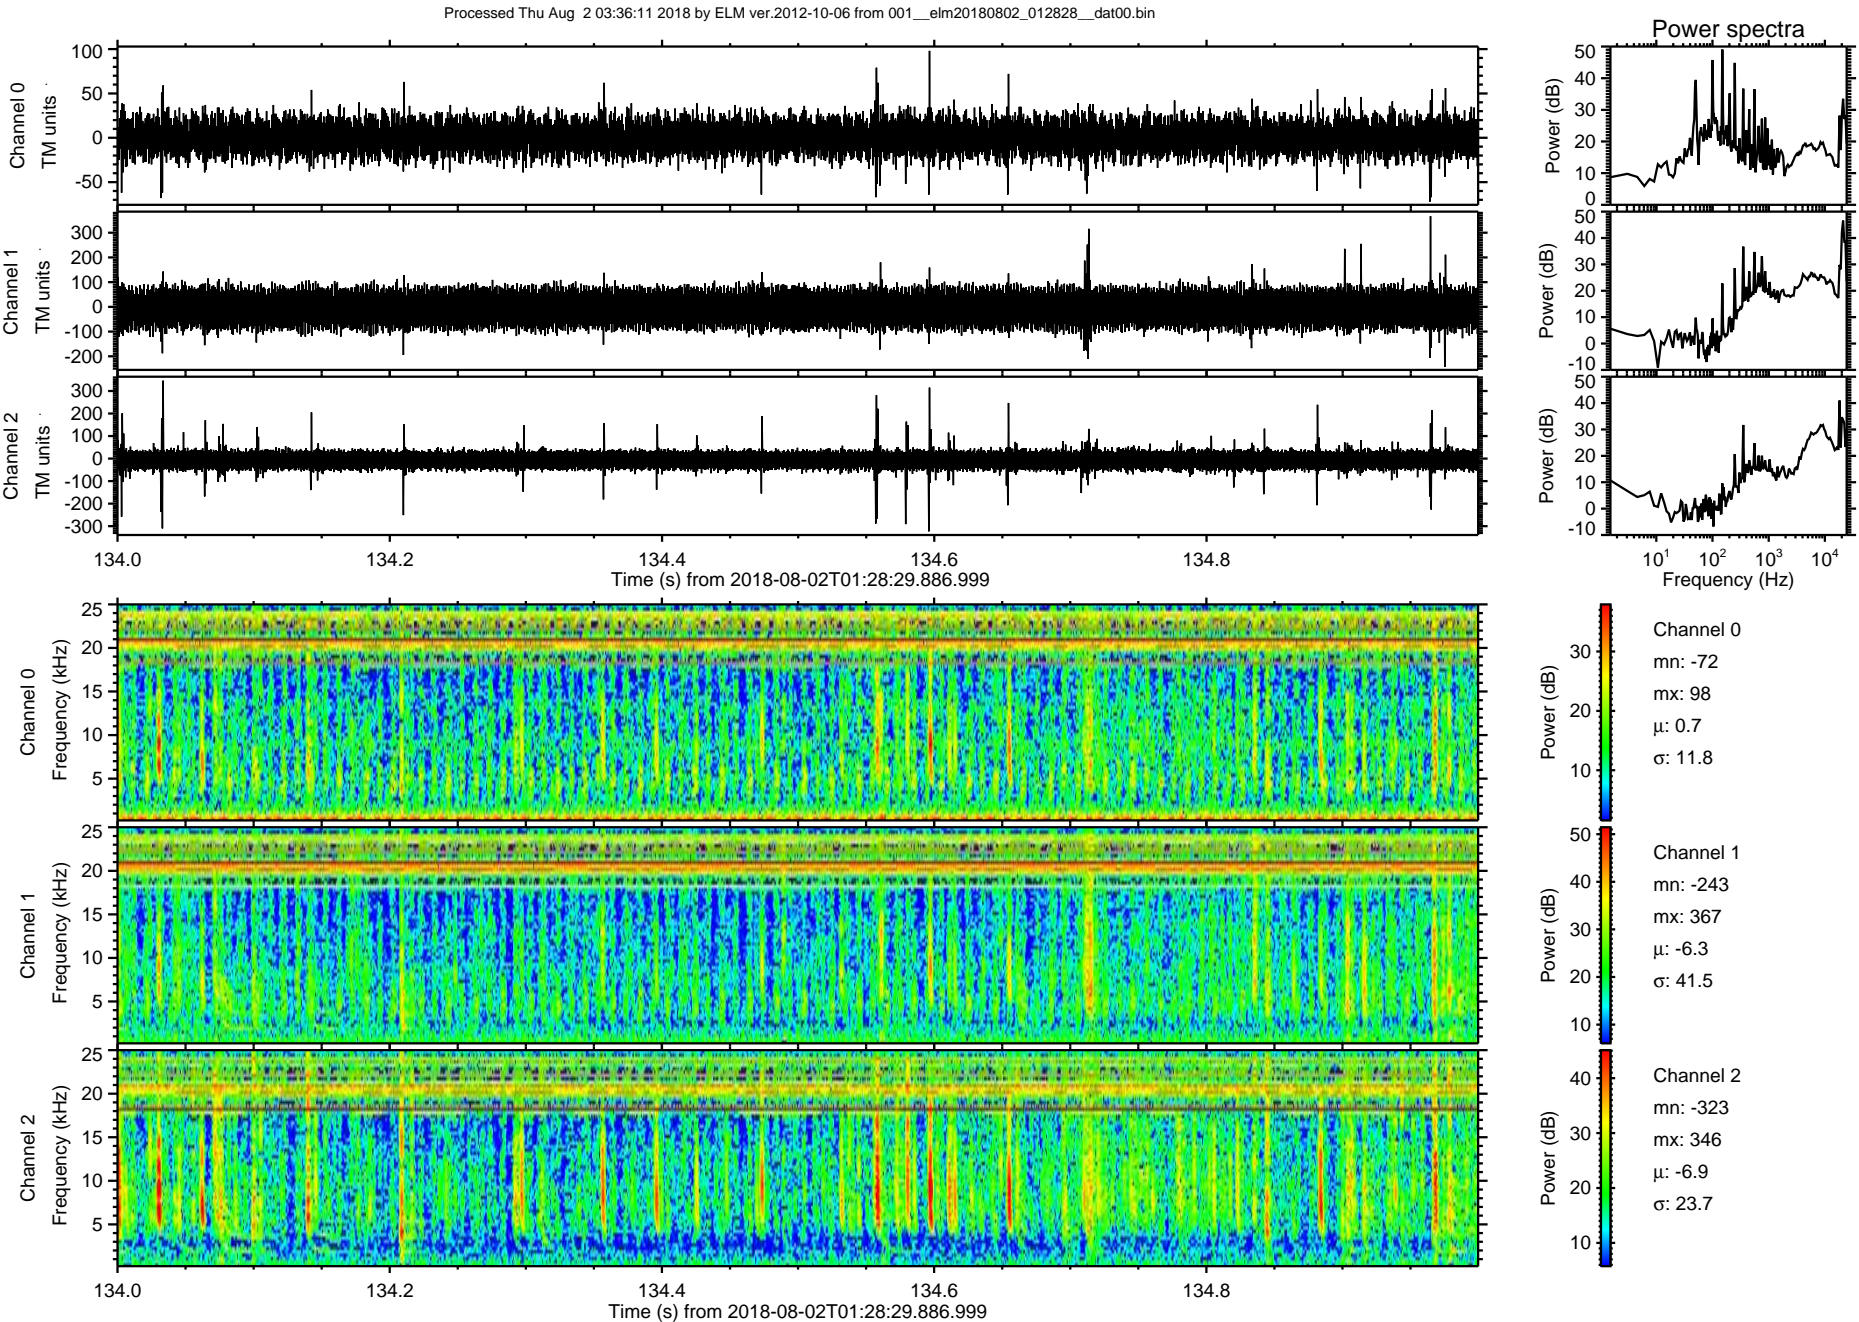 Processed Thu Aug  2 03:36:11 2018 by ELM ver.2012-10-06 from 001__elm20180802_012828__dat00.bin
Power spectra
Channel 0
TM units
100
50
0
-50
Power (dB)
50
40
30
20
10
0
Channel 1
TM units
300
200
100
0
-100
-200
Power (dB)
50
40
30
20
10
0
-10
Channel 2
TM units
300
200
100
0
-100
-200
-300
Power (dB)
50
40
30
20
10
0
-10
134.0 134.2 134.4 134.6 134.8
Time (s) from 2018-08-02T01:28:29.886.999
10¹ 10² 10³ 10⁴
Frequency (Hz)
Channel 0
Frequency (kHz)
25
20
15
10
5
Power (dB)
30
20
10
Channel 0
mn: -72
mx: 98
μ: 0.7
σ: 11.8
Channel 1
Frequency (kHz)
25
20
15
10
5
Power (dB)
50
40
30
20
10
Channel 1
mn: -243
mx: 367
μ: -6.3
σ: 41.5
Channel 2
Frequency (kHz)
25
20
15
10
5
Power (dB)
40
30
20
10
Channel 2
mn: -323
mx: 346
μ: -6.9
σ: 23.7
134.0 134.2 134.4 134.6 134.8
Time (s) from 2018-08-02T01:28:29.886.999